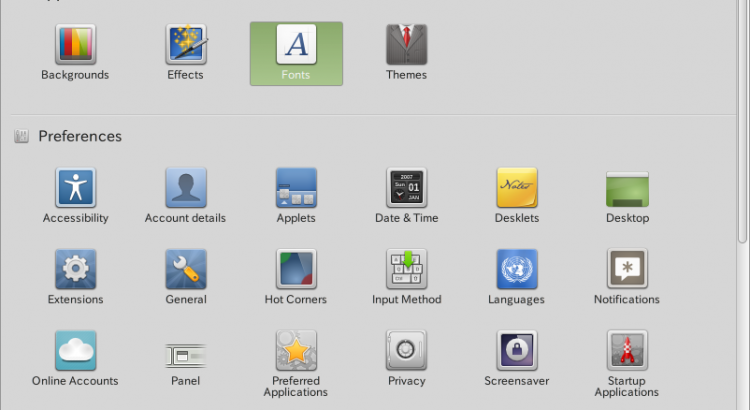 Backgrounds Effects Fonts Themes
Preferences
Accessibility Account details Applets Date & Time Desklets Desktop
2007
Sun 01
JAN
Notes
Extensions General Hot Corners Input Method Languages Notifications
Online Accounts Panel Preferred Applications Privacy Screensaver Startup Applications